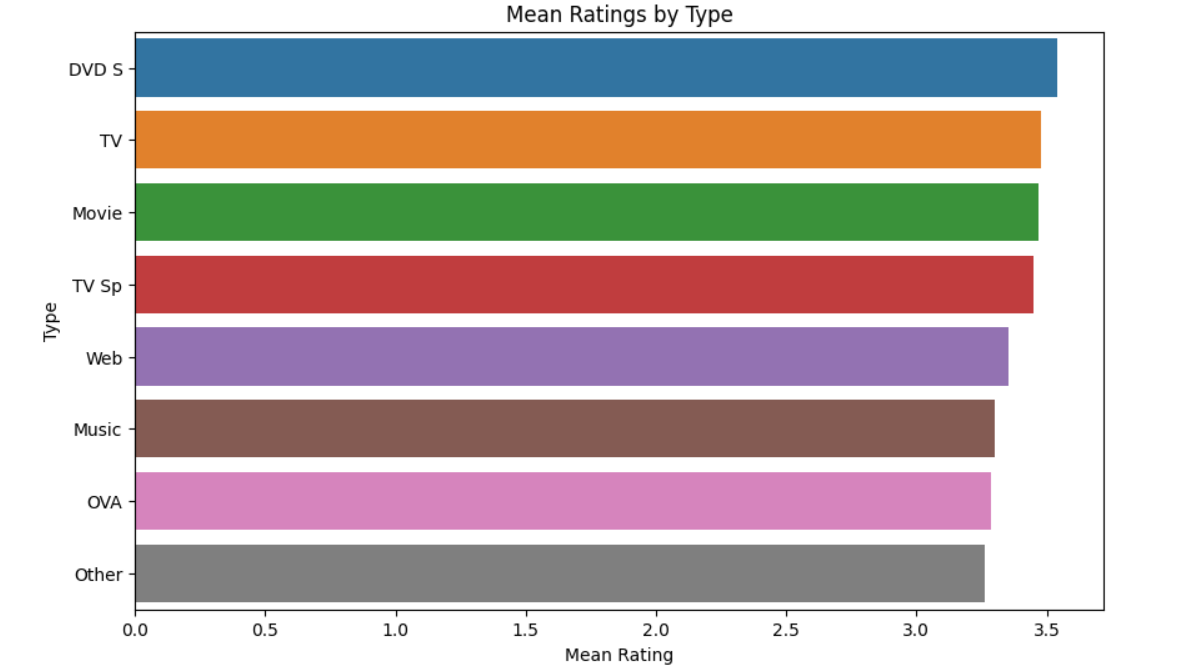 Mean Ratings by Type
DVD S
TV
Movie
TV Sp
Web
Music
OVA
Other
Type
0.0 0.5 1.0 1.5 2.0 2.5 3.0 3.5
Mean Rating